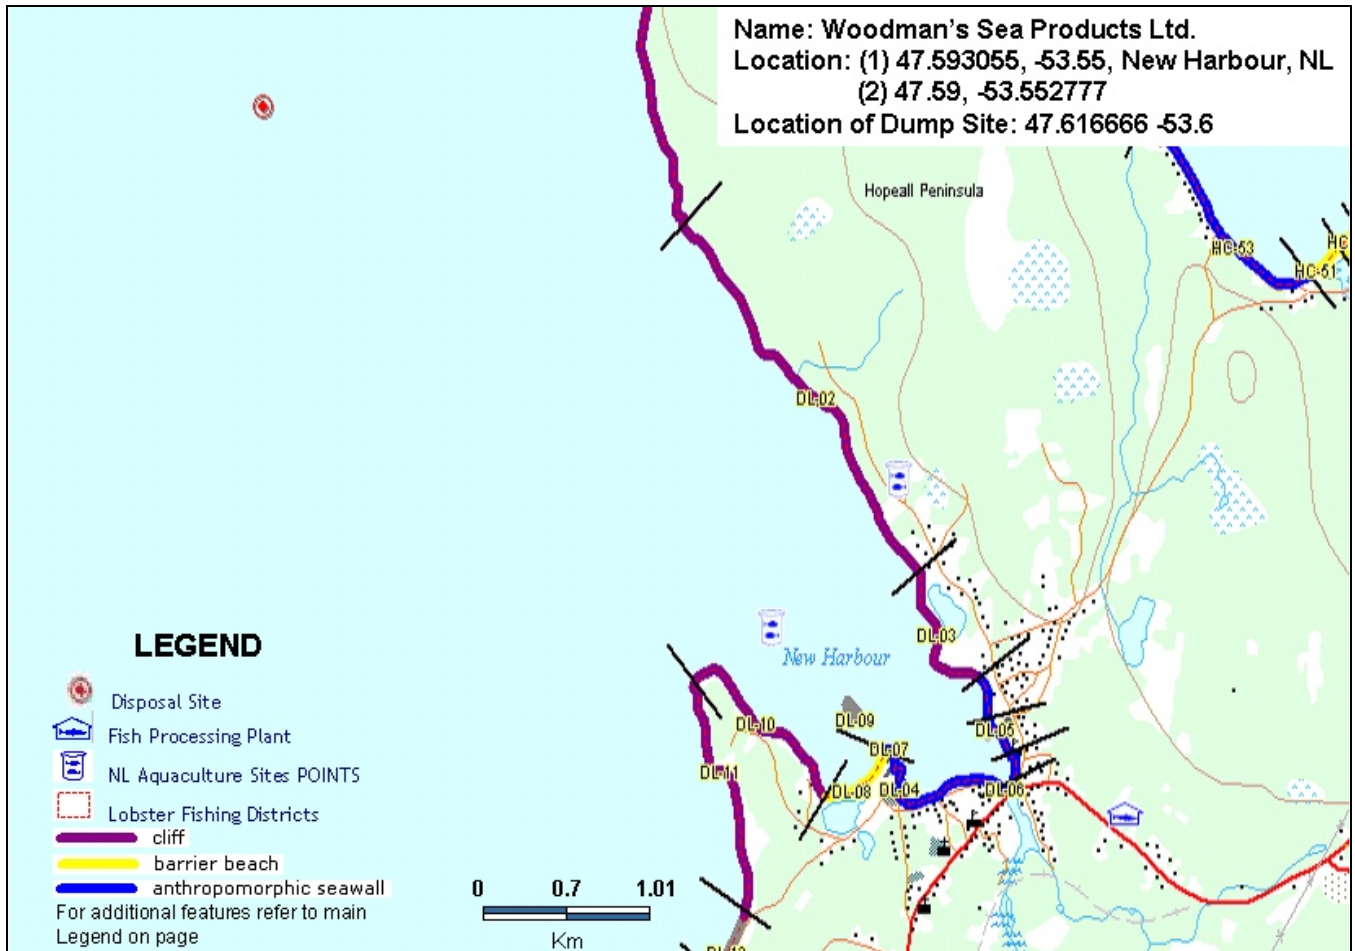 Name: Woodman's Sea Products Ltd.
Location: (1) 47.593055, -53.55, New Harbour, NL
(2) 47.59, -53.552777
Location of Dump Site: 47.616666 -53.6
Hopeall Peninsula
HC-53
HC
HC-51
DL-02
DL-03
New Harbour
DL-10
DL-09
DL-05
DL-07
DL-11
DL-08
DL-04
DL-06
DL-12
LEGEND
Disposal Site
Fish Processing Plant
NL Aquaculture Sites POINTS
Lobster Fishing Districts
cliff
barrier beach
anthropomorphic seawall
For additional features refer to main
Legend on page
0 0.7 1.01
Km